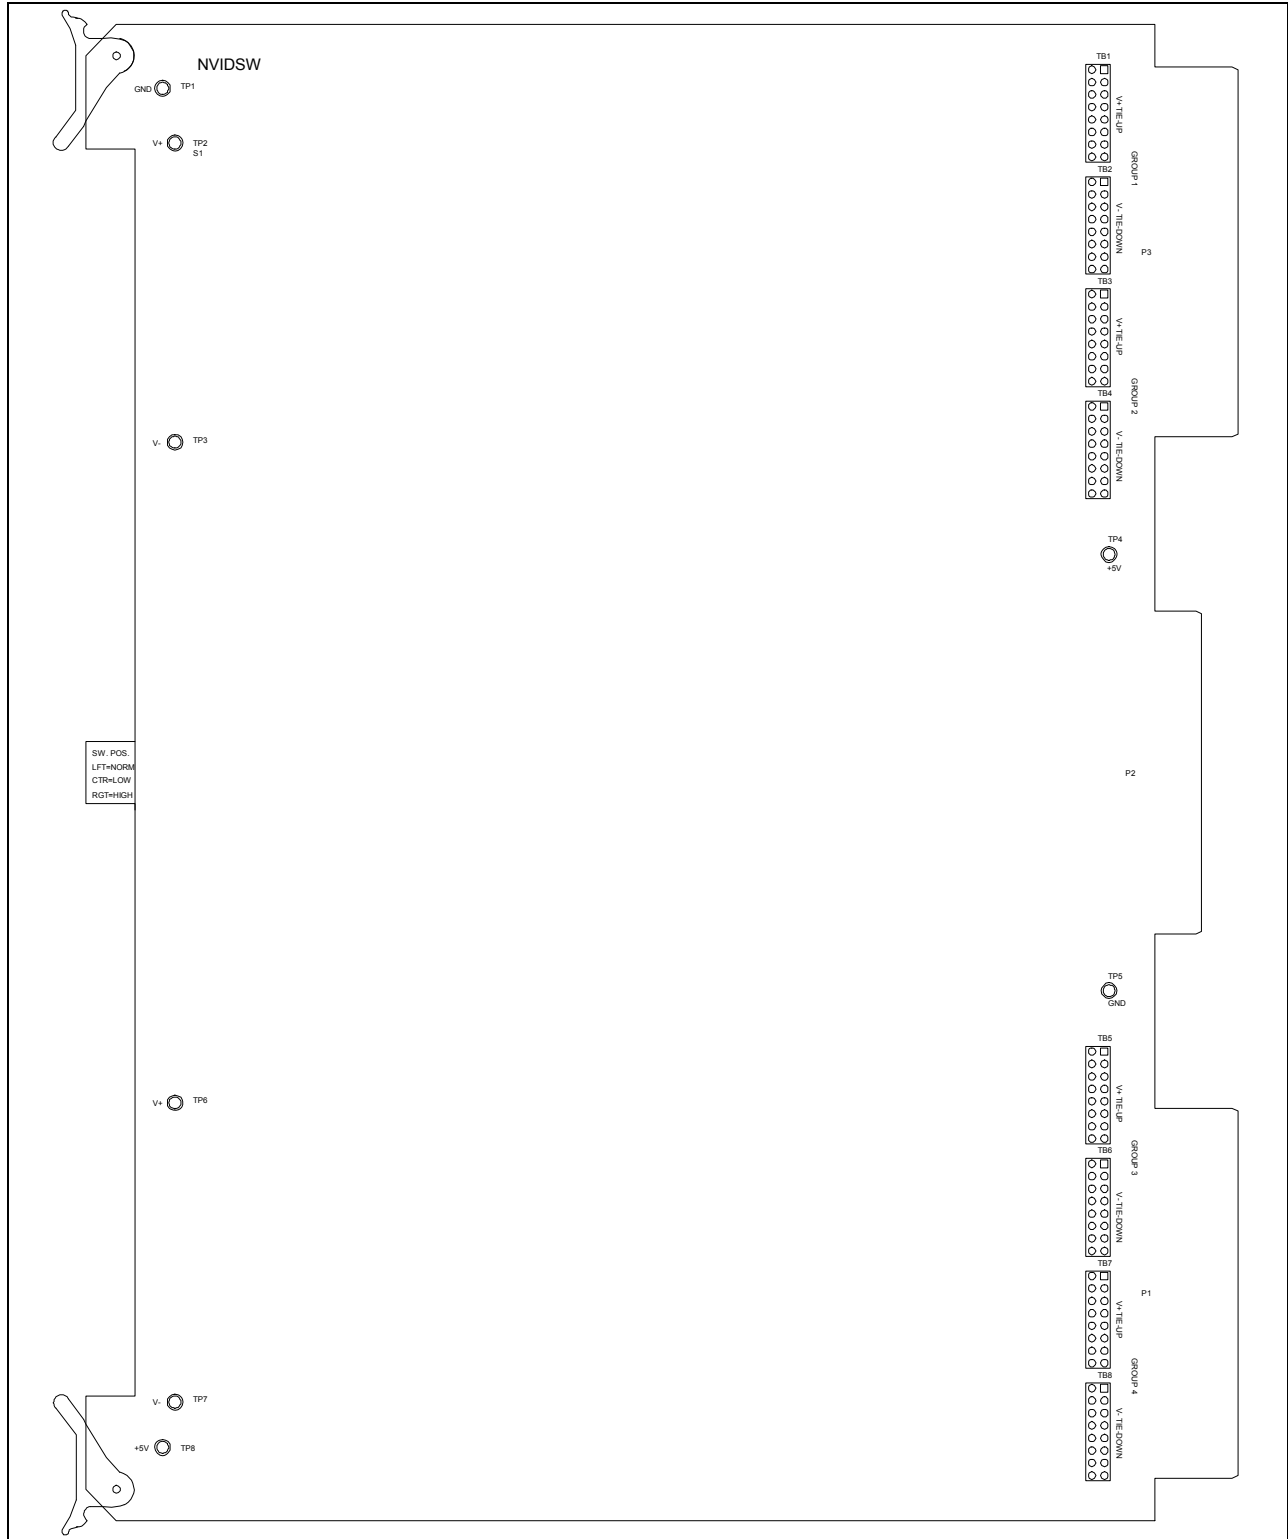 NVIDSW
GND
TP1
V+
TP2
S1
TB1
V+ TIE-UP
GROUP 1
TB2
V- TIE-DOWN
P3
TB3
V+ TIE-UP
GROUP 2
TB4
V- TIE-DOWN
V-
TP3
TP4
+5V
SW. POS.
LFT=NORM
CTR=LOW
RGT=HIGH
P2
TP5
GND
TB5
V+ TIE-UP
V+
TP6
GROUP 3
TB6
V- TIE-DOWN
TB7
P1
V+ TIE-UP
GROUP 4
TB8
V- TIE-DOWN
V-
TP7
+5V
TP8